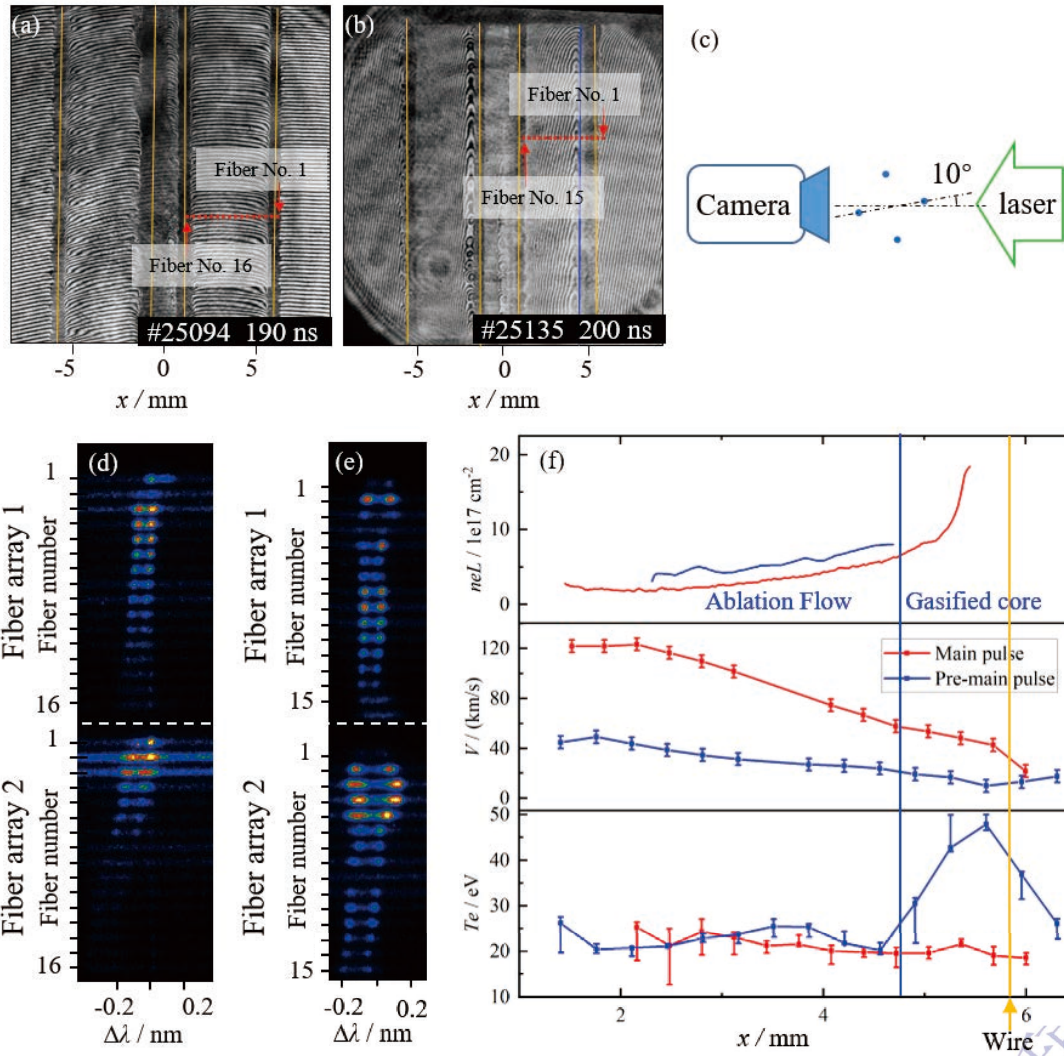 (a)
Fiber No. 1
Fiber No. 16
#25094 190 ns
-5 0 5
x / mm
(b)
Fiber No. 1
Fiber No. 15
#25135 200 ns
-5 0 5
x / mm
(c)
Camera
10°
laser
(d)
Fiber array 1
Fiber number
1
16
Fiber array 2
Fiber number
1
16
-0.2 0.2
Δλ / nm
(e)
Fiber array 1
Fiber number
1
15
Fiber array 2
Fiber number
1
15
-0.2 0.2
Δλ / nm
(f)
neL / 1e17 cm-2
20
10
0
Ablation Flow
Gasified core
V / (km/s)
120
80
40
0
Main pulse
Pre-main pulse
Te / eV
50
40
30
20
10
2 4 6
x / mm
Wire